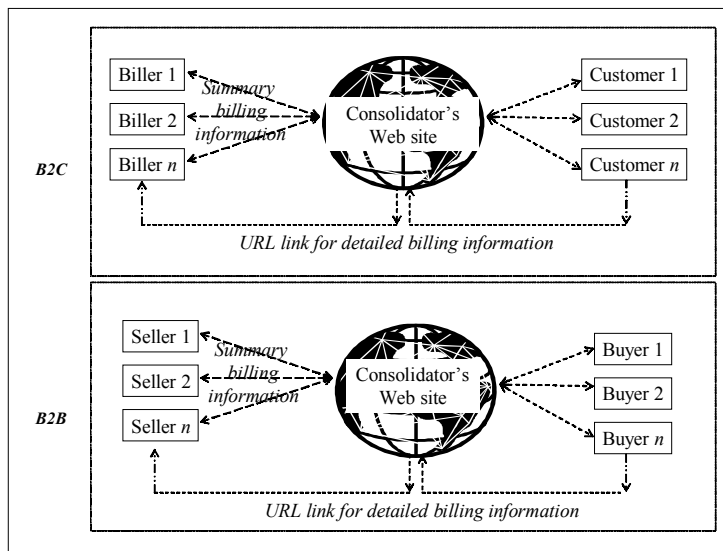 B2C
Biller 1
Biller 2
Biller n
Summary
billing
information
Consolidator's
Web site
Customer 1
Customer 2
Customer n
URL link for detailed billing information
B2B
Seller 1
Seller 2
Seller n
Summary
billing
information
Consolidator's
Web site
Buyer 1
Buyer 2
Buyer n
URL link for detailed billing information